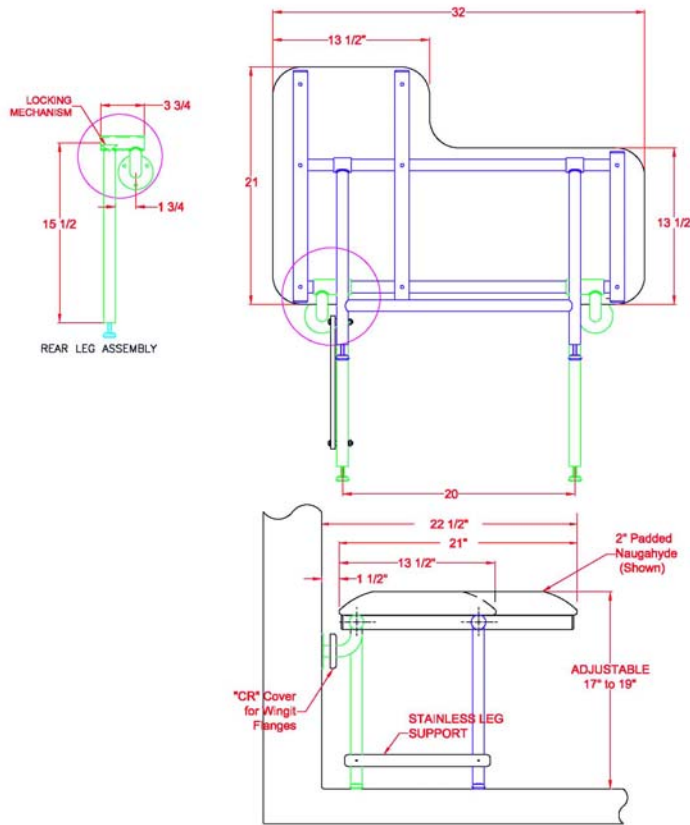 32
13 1/2"
LOCKING
MECHANISM
3 3/4
21
15 1/2
1 3/4
13 1/2
REAR LEG ASSEMBLY
20
22 1/2"
21"
13 1/2"
1 1/2"
2" Padded
Naugahyde
(Shown)
ADJUSTABLE
17" to 19"
"CR" Cover
for Wingit
Flanges
STAINLESS LEG
SUPPORT